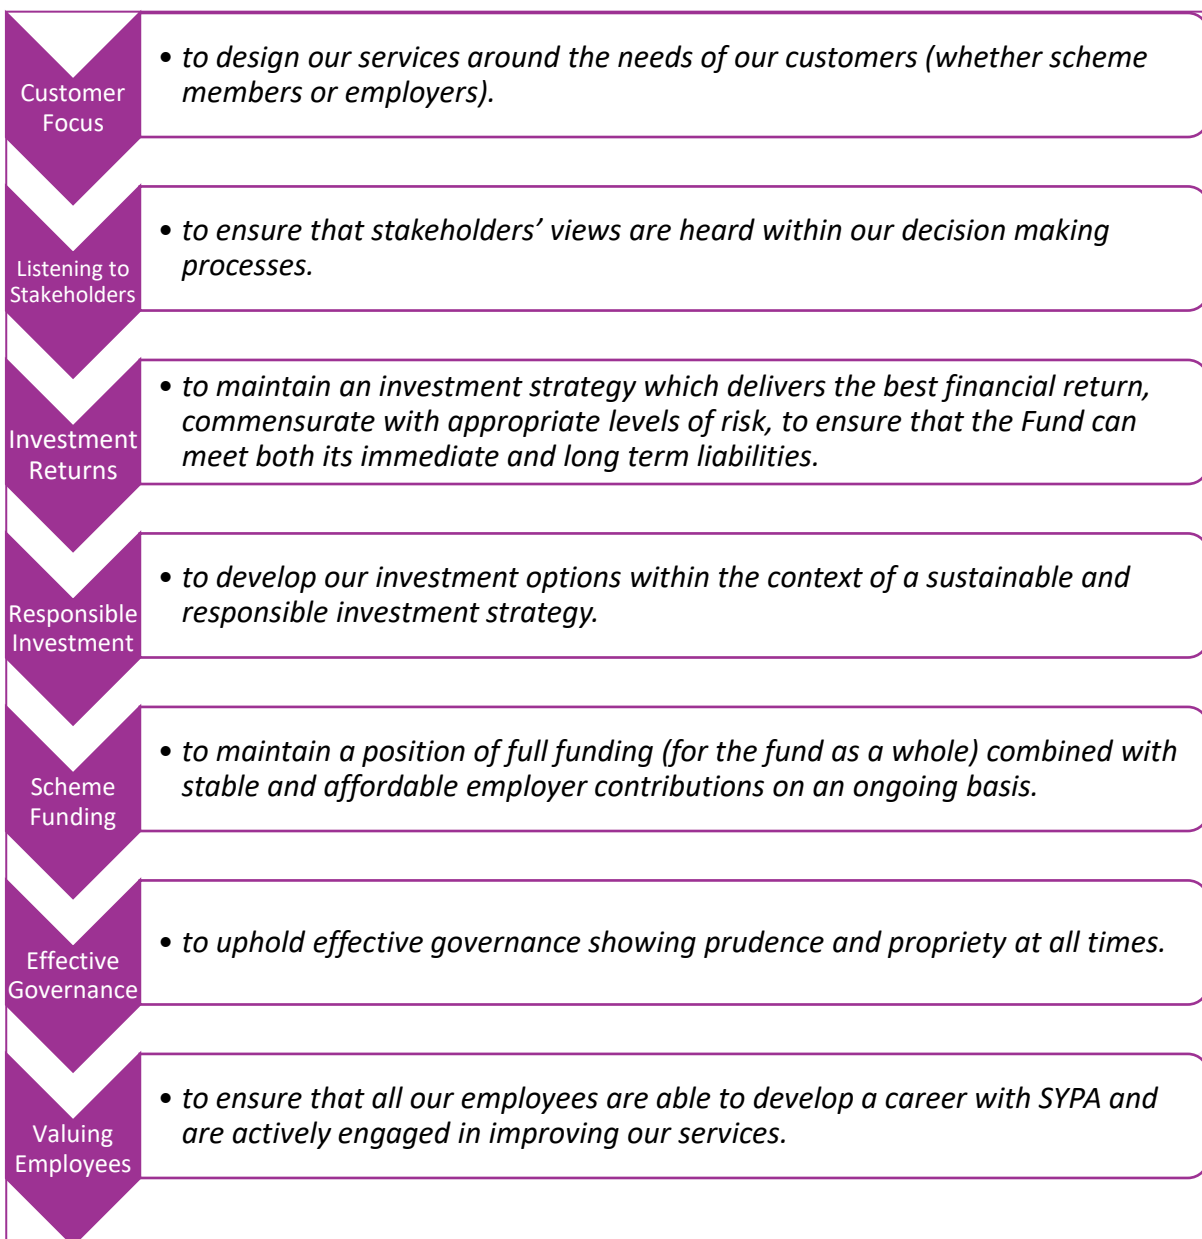 Customer
Focus
• to design our services around the needs of our customers (whether scheme
members or employers).
Listening to
Stakeholders
• to ensure that stakeholders’ views are heard within our decision making
processes.
Investment
Returns
• to maintain an investment strategy which delivers the best financial return,
commensurate with appropriate levels of risk, to ensure that the Fund can
meet both its immediate and long term liabilities.
Responsible
Investment
• to develop our investment options within the context of a sustainable and
responsible investment strategy.
Scheme
Funding
• to maintain a position of full funding (for the fund as a whole) combined with
stable and affordable employer contributions on an ongoing basis.
Effective
Governance
• to uphold effective governance showing prudence and propriety at all times.
Valuing
Employees
• to ensure that all our employees are able to develop a career with SYPA and
are actively engaged in improving our services.